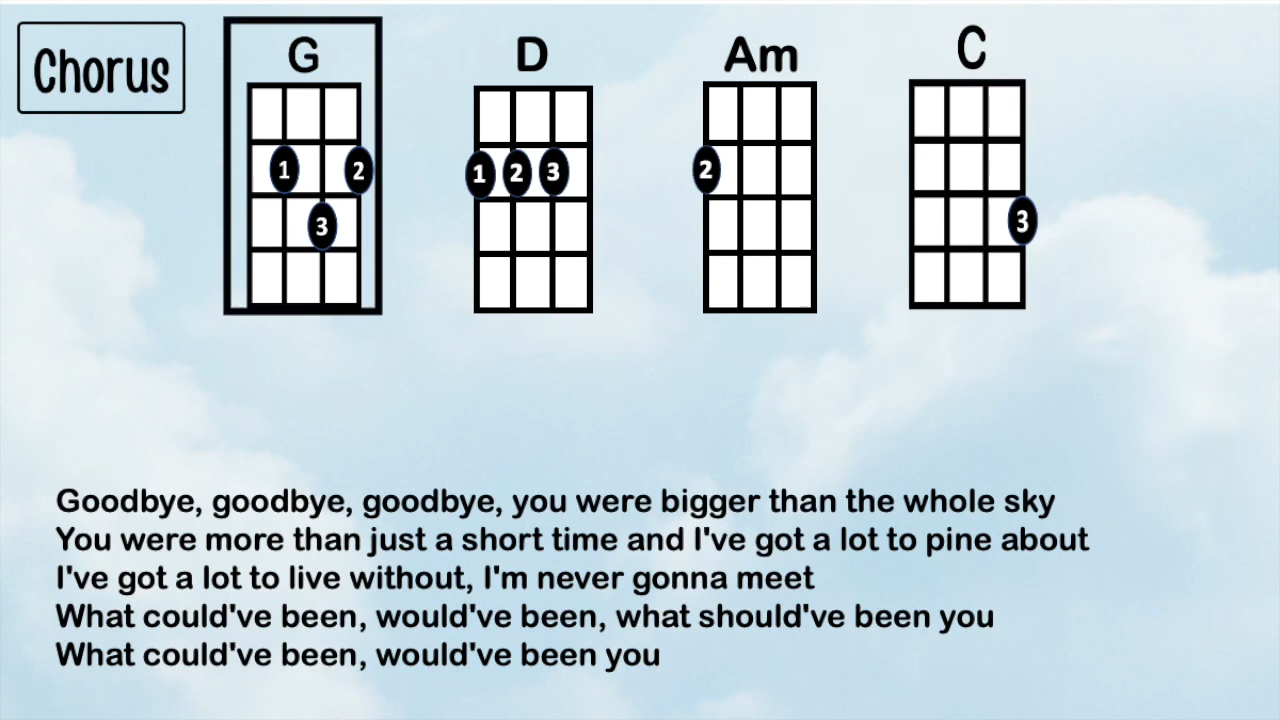 Chorus
G
D
Am
C
1
2
3
1 2 3
2
3
Goodbye, goodbye, goodbye, you were bigger than the whole sky
You were more than just a short time and I've got a lot to pine about
I've got a lot to live without, I'm never gonna meet
What could've been, would've been, what should've been you
What could've been, would've been you